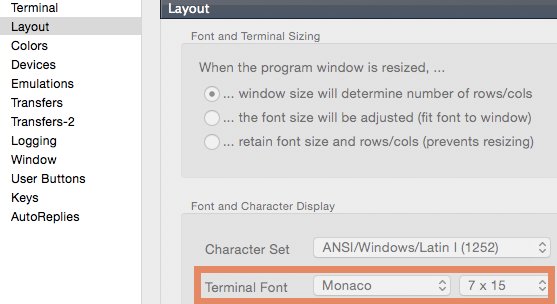 Terminal
Layout
Colors
Devices
Emulations
Transfers
Transfers-2
Logging
Window
User Buttons
Keys
AutoReplies
Layout
Font and Terminal Sizing
When the program window is resized, ...
... window size will determine number of rows/cols
... the font size will be adjusted (fit font to window)
... retain font size and rows/cols (prevents resizing)
Font and Character Display
Character Set ANSI/Windows/Latin I (1252)
Terminal Font Monaco 7 x 15